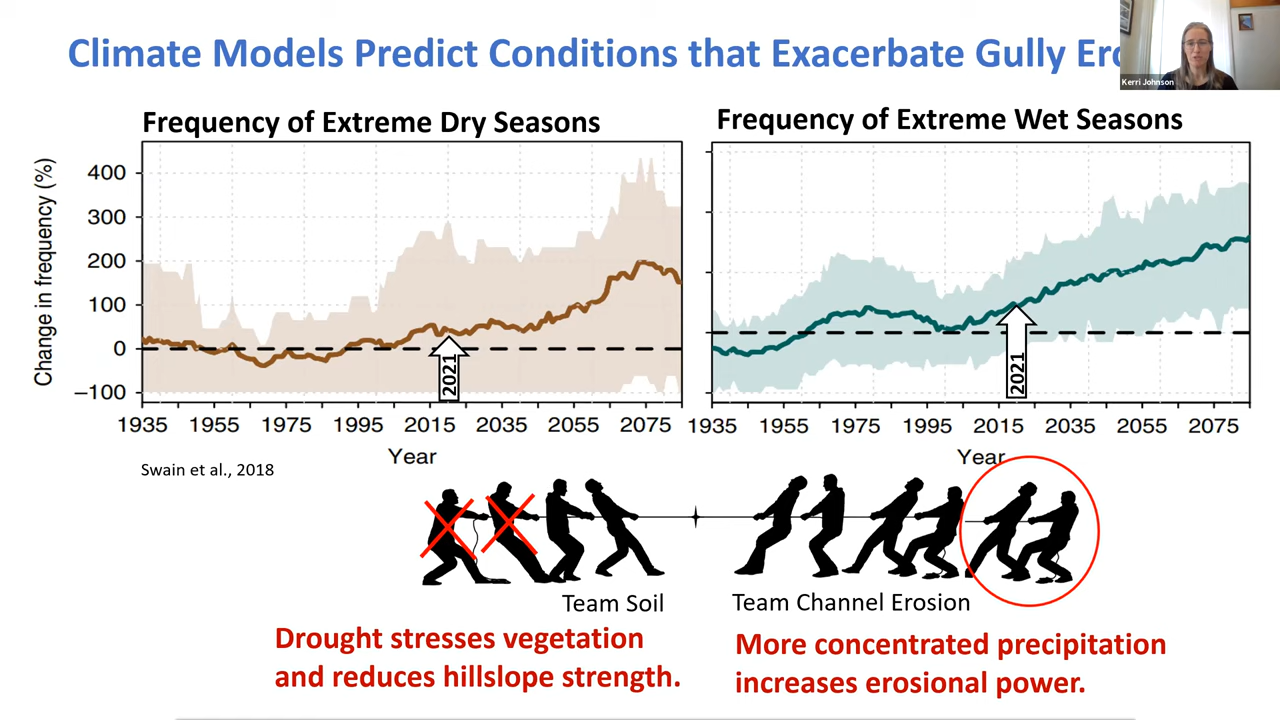 Climate Models Predict Conditions that Exacerbate Gully
Kerri Johnson
Frequency of Extreme Dry Seasons
Frequency of Extreme Wet Seasons
Change in frequency (%)
400
300
200
100
0
−100
2021
2021
1935 1955 1975 1995 2015 2035 2055 2075
1935 1955 1975 1995 2015 2035 2055 2075
Year
Year
Swain et al., 2018
Team Soil
Team Channel Erosion
Drought stresses vegetation
and reduces hillslope strength.
More concentrated precipitation
increases erosional power.